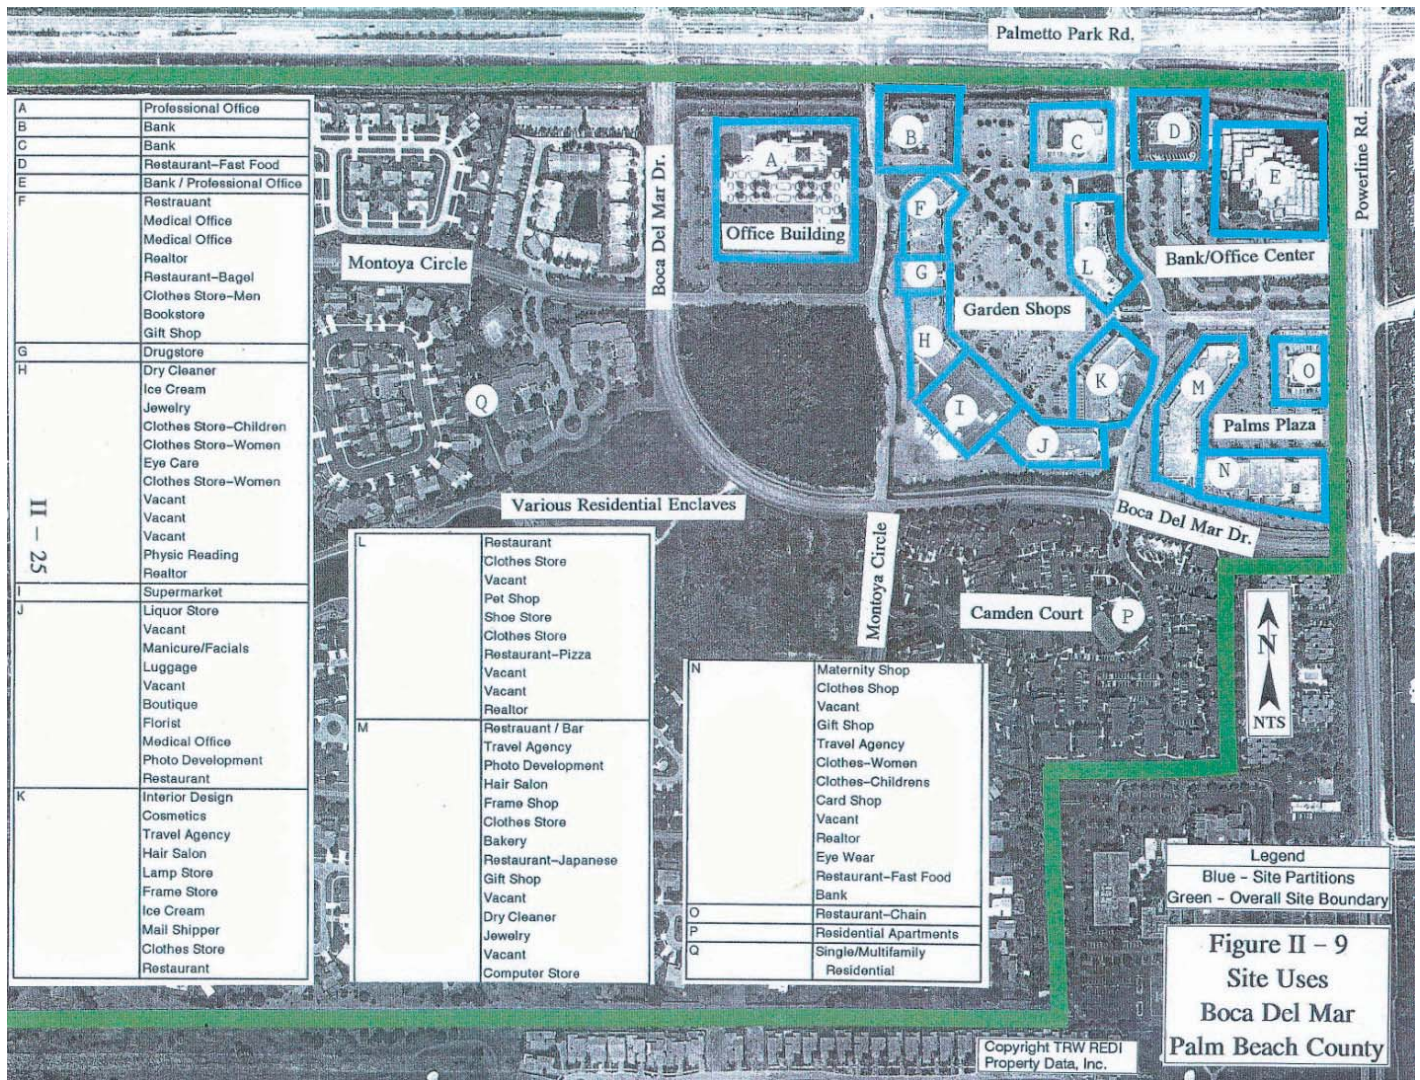 Palmetto Park Rd.
Powerline Rd.
A Professional Office
B Bank
C Bank
D Restaurant-Fast Food
E Bank / Professional Office
F Restrauant
Medical Office
Medical Office
Realtor
Restaurant-Bagel
Clothes Store-Men
Bookstore
Gift Shop
G Drugstore
H Dry Cleaner
Ice Cream
Jewelry
Clothes Store-Children
Clothes Store-Women
Eye Care
Clothes Store-Women
Vacant
Vacant
Vacant
Physic Reading
Realtor
I Supermarket
J Liquor Store
Vacant
Manicure/Facials
Luggage
Vacant
Boutique
Florist
Medical Office
Photo Development
Restaurant
K Interior Design
Cosmetics
Travel Agency
Hair Salon
Lamp Store
Frame Store
Ice Cream
Mail Shipper
Clothes Store
Restaurant
II - 25
Montoya Circle
Boca Del Mar Dr.
A
Office Building
B
C
D
E
Bank/Office Center
F
G
L
Garden Shops
H
K
M
O
Palms Plaza
Q
I
J
N
Various Residential Enclaves
Boca Del Mar Dr.
Montoya Circle
Camden Court
P
N
NTS
L Restaurant
Clothes Store
Vacant
Pet Shop
Shoe Store
Clothes Store
Restaurant-Pizza
Vacant
Vacant
Realtor
M Restrauant / Bar
Travel Agency
Photo Development
Hair Salon
Frame Shop
Clothes Store
Bakery
Restaurant-Japanese
Gift Shop
Vacant
Dry Cleaner
Jewelry
Vacant
Computer Store
N Maternity Shop
Clothes Shop
Vacant
Gift Shop
Travel Agency
Clothes-Women
Clothes-Childrens
Card Shop
Vacant
Realtor
Eye Wear
Restaurant-Fast Food
Bank
O Restaurant-Chain
P Residential Apartments
Q Single/Multifamily
Residential
Legend
Blue - Site Partitions
Green - Overall Site Boundary
Figure II - 9
Site Uses
Boca Del Mar
Palm Beach County
Copyright TRW REDI
Property Data, Inc.